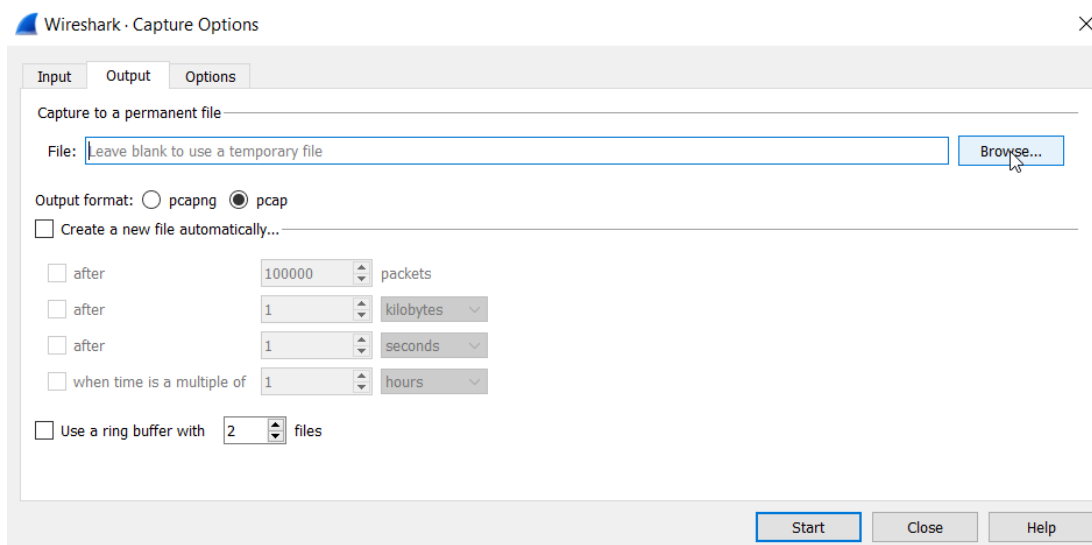 Wireshark · Capture Options
Input Output Options
Capture to a permanent file
File: Leave blank to use a temporary file Browse...
Output format: pcapng pcap
Create a new file automatically...
after 100000 packets
after 1 kilobytes
after 1 seconds
when time is a multiple of 1 hours
Use a ring buffer with 2 files
Start Close Help